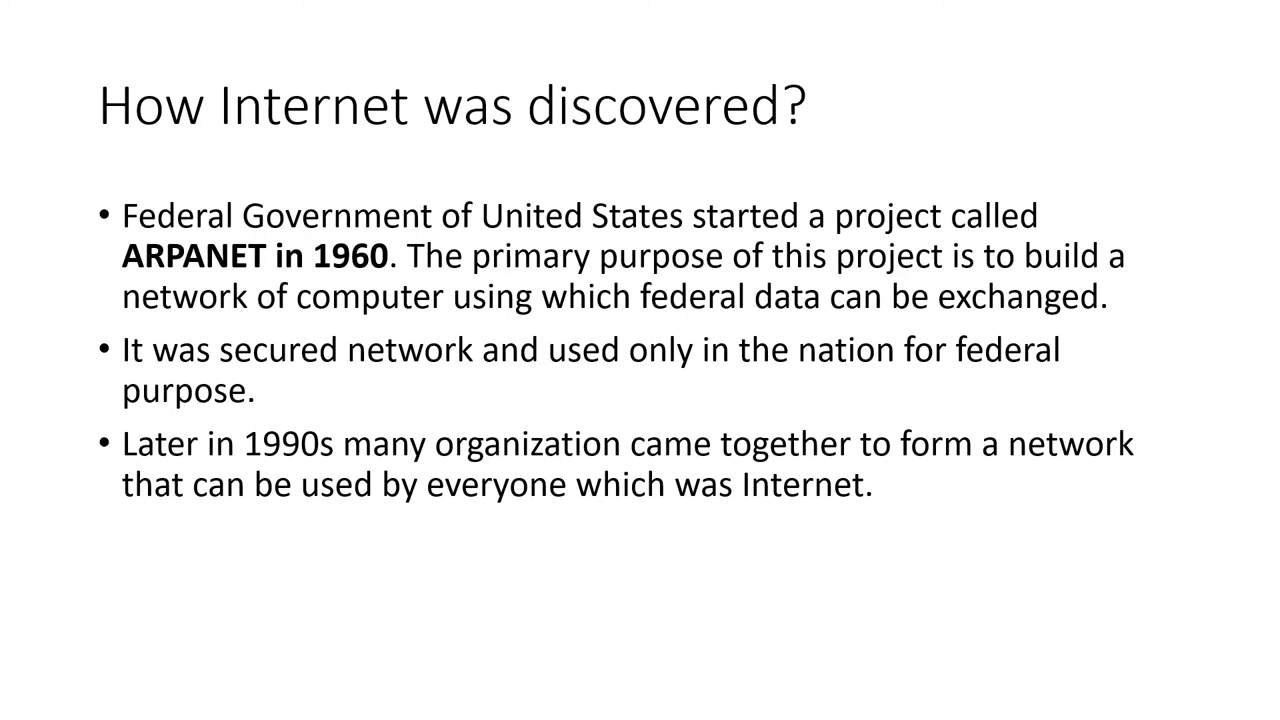 How Internet was discovered?
• Federal Government of United States started a project called
ARPANET in 1960. The primary purpose of this project is to build a
network of computer using which federal data can be exchanged.
• It was secured network and used only in the nation for federal
purpose.
• Later in 1990s many organization came together to form a network
that can be used by everyone which was Internet.